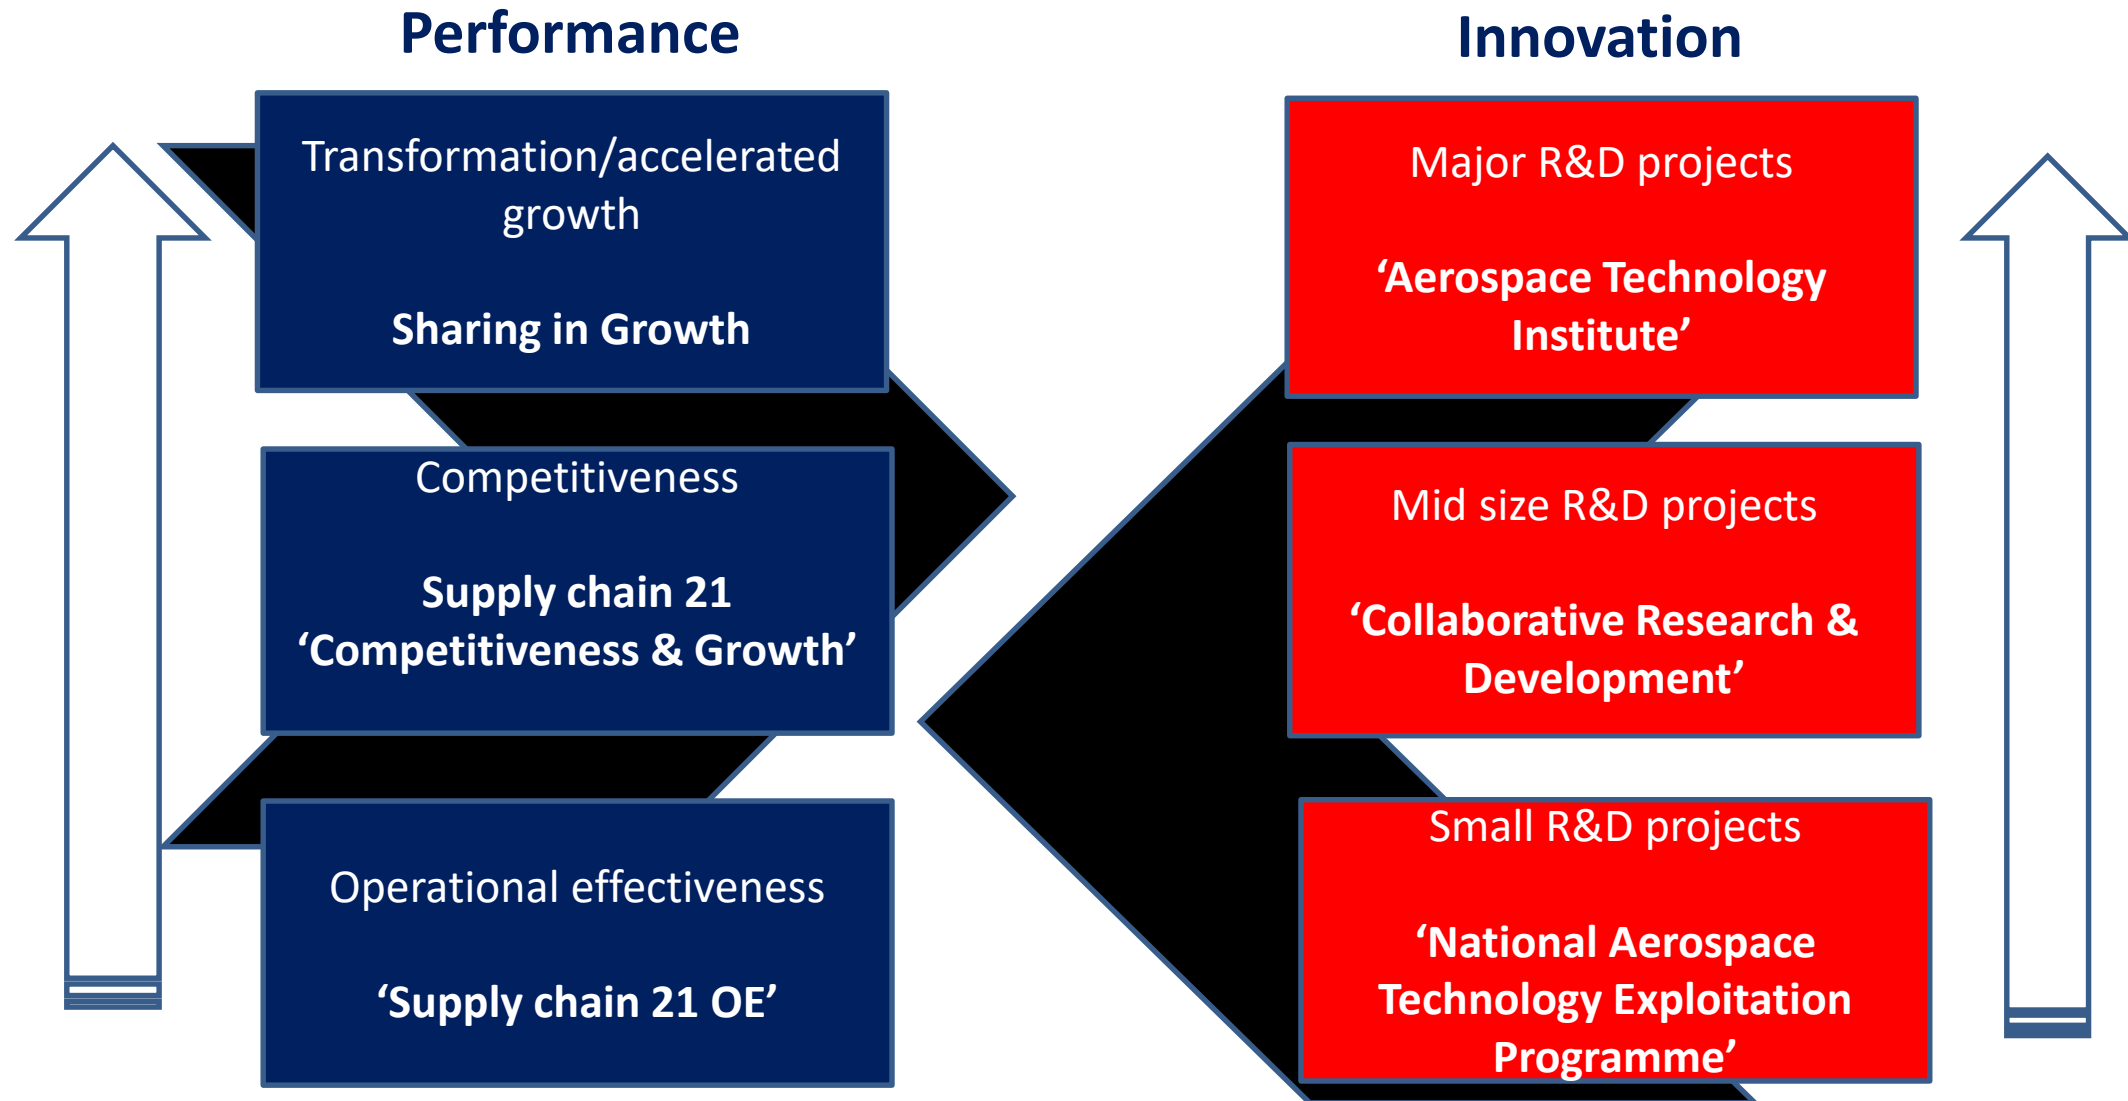 Performance
Transformation/accelerated
growth
Sharing in Growth
Competitiveness
Supply chain 21
‘Competitiveness & Growth’
Operational effectiveness
‘Supply chain 21 OE’
Innovation
Major R&D projects
‘Aerospace Technology
Institute’
Mid size R&D projects
‘Collaborative Research &
Development’
Small R&D projects
‘National Aerospace
Technology Exploitation
Programme’